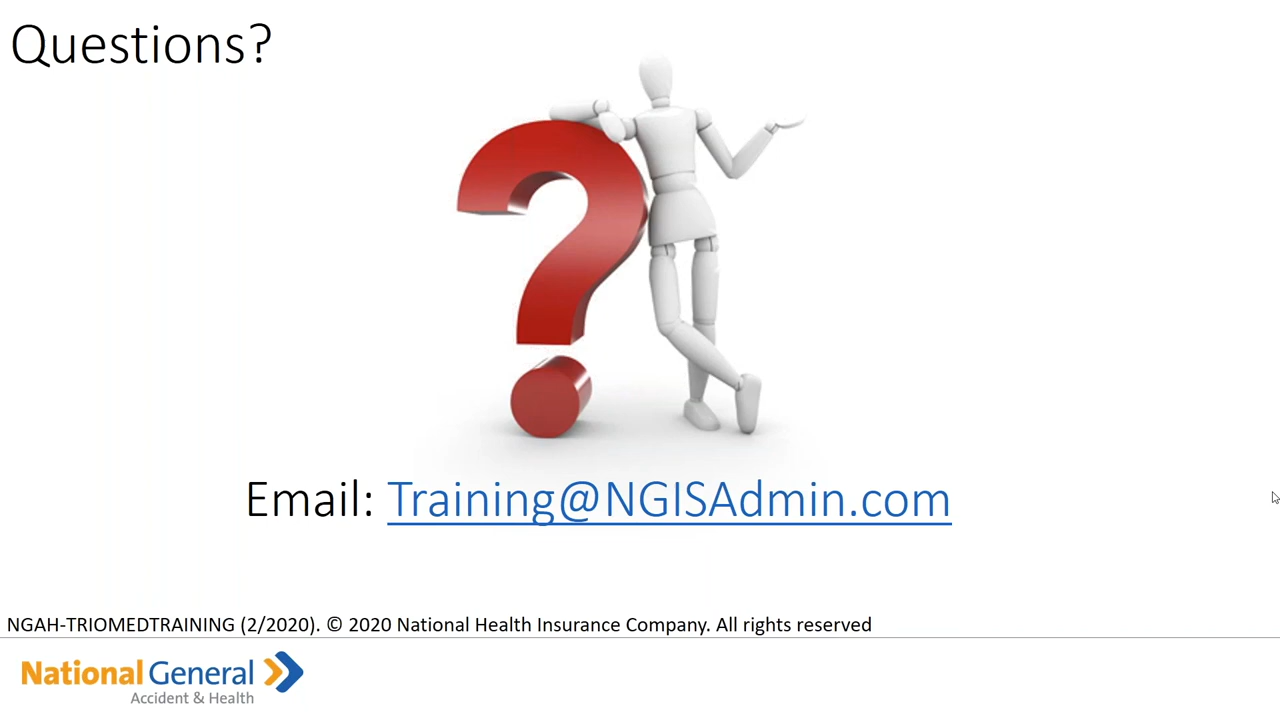 Questions?
Email: Training@NGISAdmin.com
NGAH-TRIOMEDTRAINING (2/2020). © 2020 National Health Insurance Company. All rights reserved
National General
Accident & Health